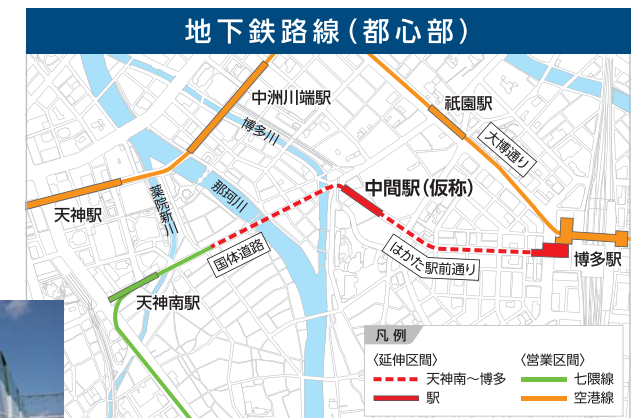 地下鉄路線(都心部)
中洲川端駅
祇園駅
博多川
大博通り
中間駅(仮称)
那珂川
薬院新川
天神駅
国体道路
はかた駅前通り
博多駅
天神南駅
凡例
〈延伸区間〉
天神南〜博多
駅
〈営業区間〉
七隈線
空港線